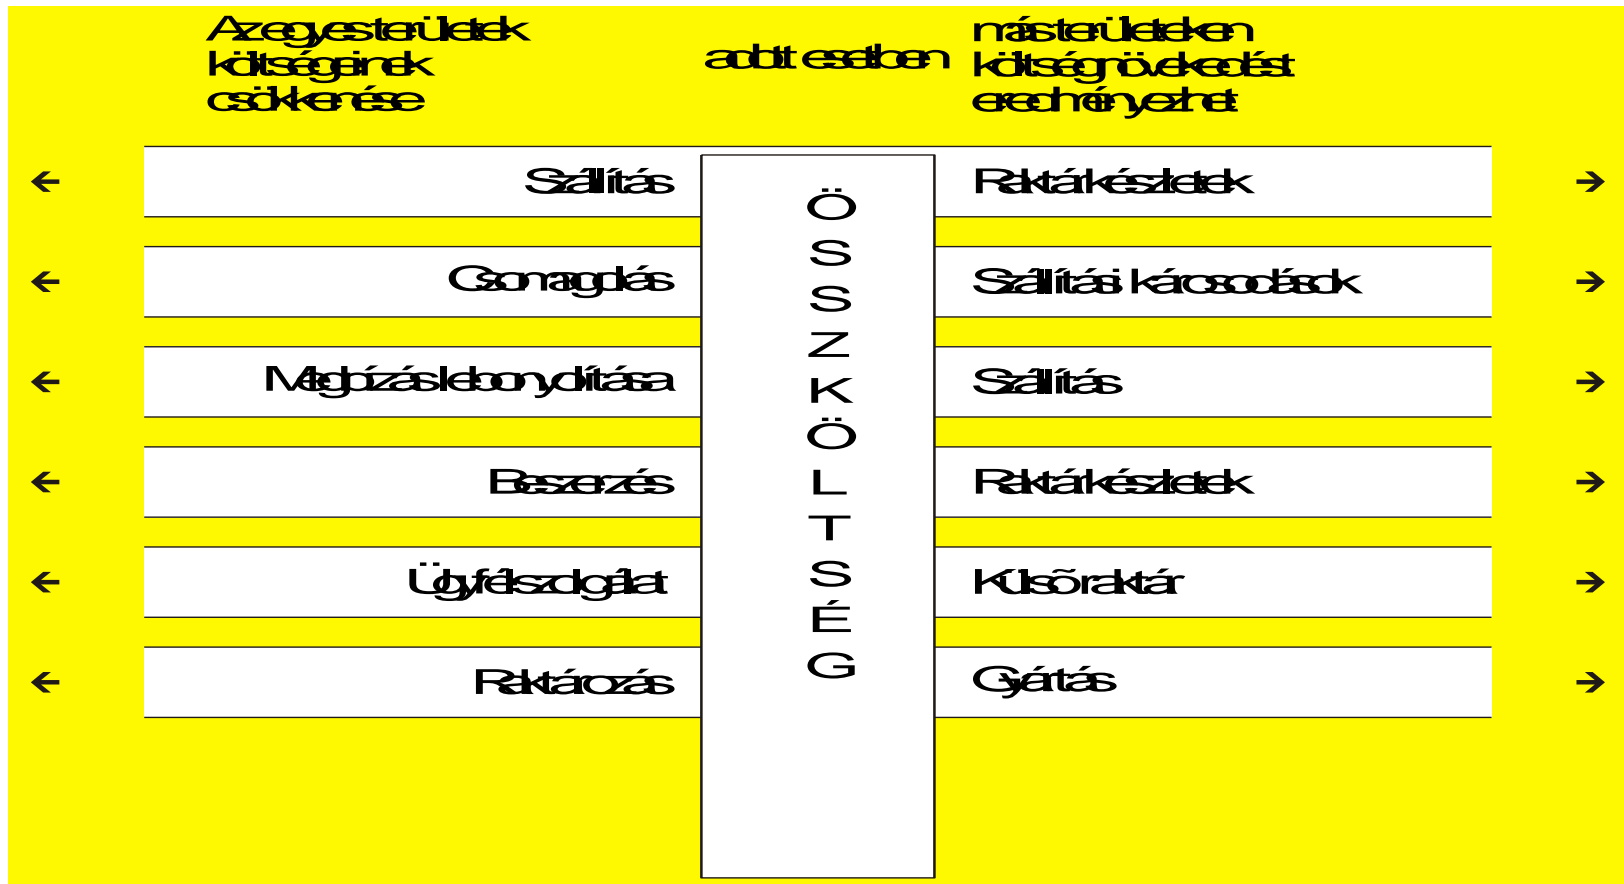 Az egyes területek
költségeinek
csökkenése
adott esetben
más területeken
költségnövekedést
eredményezhet
Szállítás
Raktárkészletek
Csomagolás
Szállítási károsodások
Megbízás lebonyolítása
Szállítás
Beszerzés
Raktárkészletek
Ügyfélszolgálat
Külsõ raktár
Raktározás
Gyártás
Ö
S
S
Z
K
Ö
L
T
S
É
G